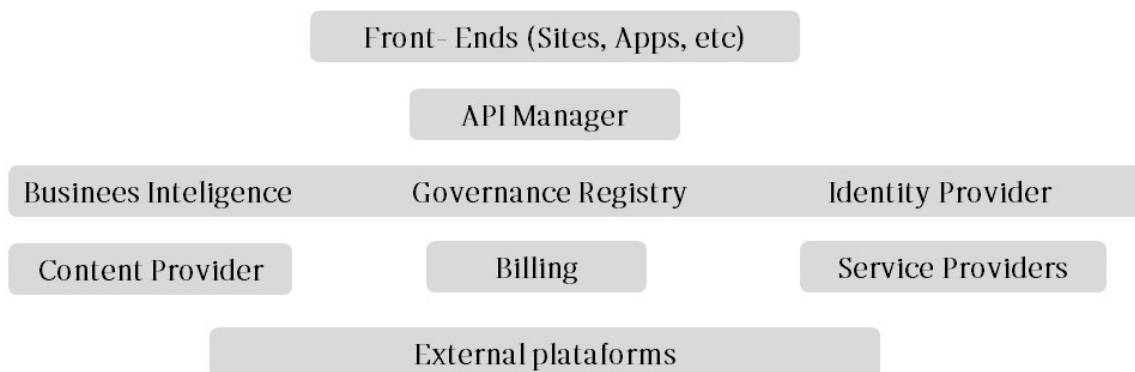 Front- Ends (Sites, Apps, etc)
API Manager
Businees Inteligence Governance Registry Identity Provider
Content Provider Billing Service Providers
External plataforms